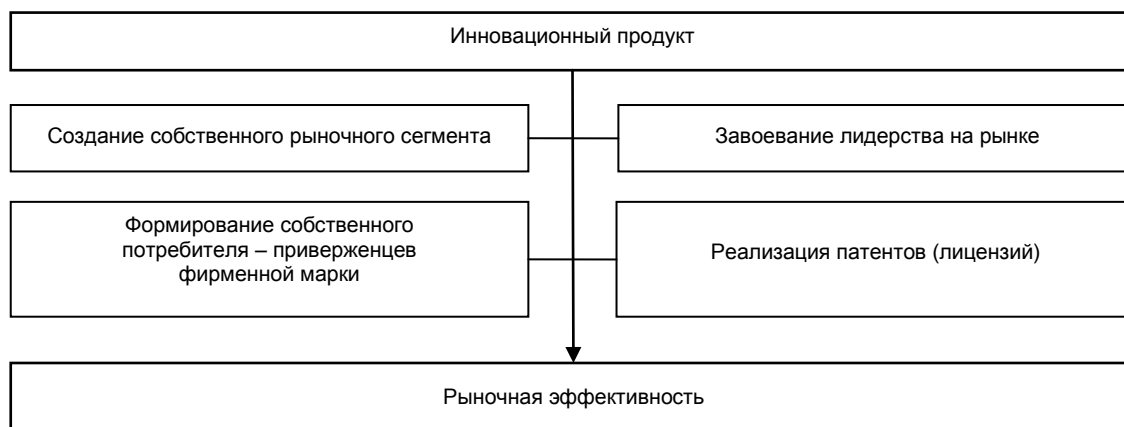 Инновационный продукт
Создание собственного рыночного сегмента
Завоевание лидерства на рынке
Формирование собственного
потребителя – приверженцев
фирменной марки
Реализация патентов (лицензий)
Рыночная эффективность